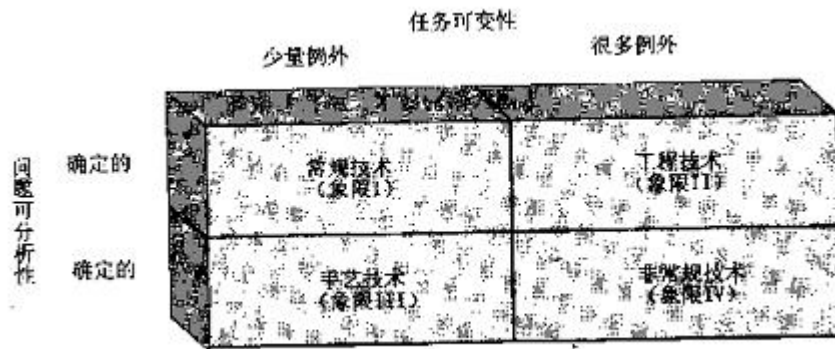 任务可变性
少量例外
很多例外
问题可分析性
确定的
常规技术
(象限I)
工程技术
(象限II)
确定的
手艺技术
(象限III)
非常规技术
(象限IV)